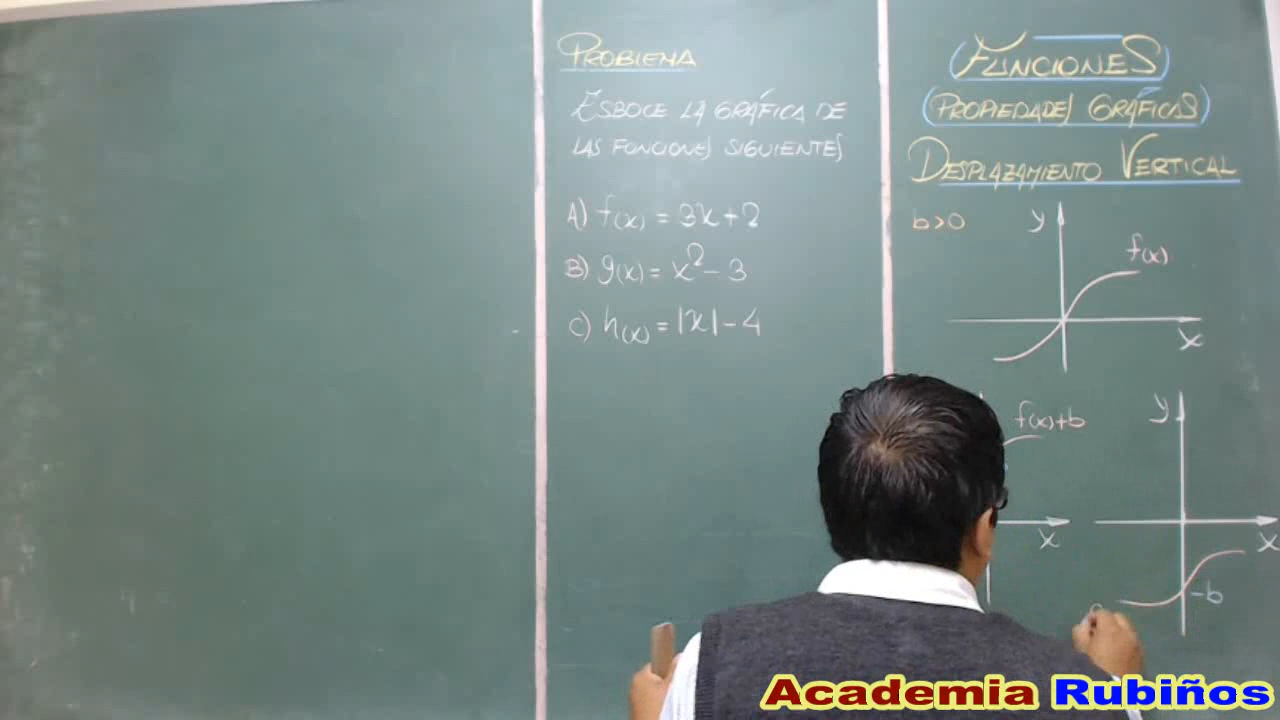 PROBLEMA
ESBOCE LA GRÁFICA DE
LAS FUNCIONES SIGUIENTES
A) f(x) = 3x+2
B) g(x) = x²-3
C) h(x) = |x|-4
(FUNCIONES)
(PROPIEDADES GRÁFICAS)
DESPLAZAMIENTO VERTICAL
b>0
y
f(x)
x
f(x)+b
x
y
x
-b
Academia Rubiños